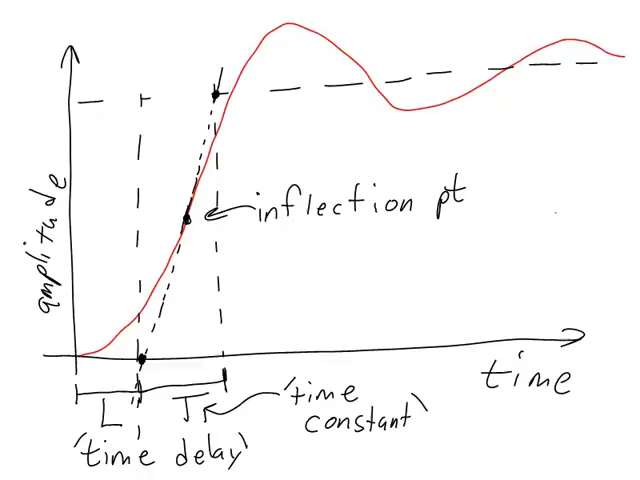 amplitude
inflection pt
time
L
T
'time
constant'
'time delay'